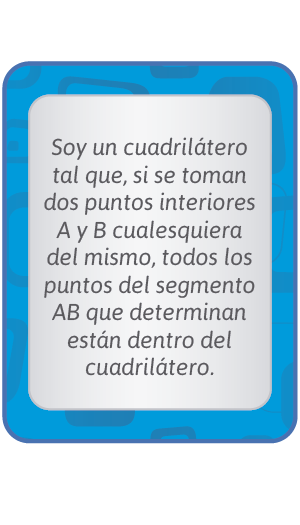 Soy un cuadrilátero
tal que, si se toman
dos puntos interiores
A y B cualesquiera
del mismo, todos los
puntos del segmento
AB que determinan
están dentro del
cuadrilátero.